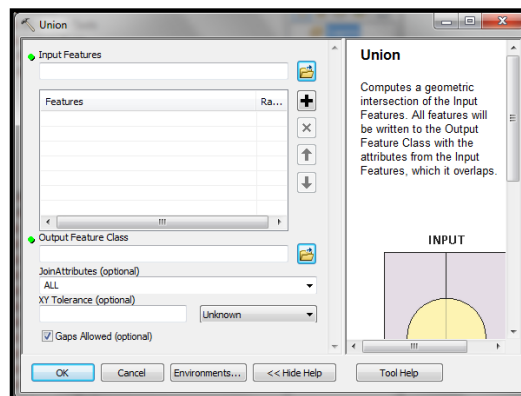 Union
Input Features
Features Ra...
Output Feature Class
JoinAttributes (optional)
ALL
XY Tolerance (optional)
Unknown
Gaps Allowed (optional)
OK Cancel Environments... << Hide Help Tool Help
Union
Computes a geometric
intersection of the Input
Features. All features will
be written to the Output
Feature Class with the
attributes from the Input
Features, which it overlaps.
INPUT